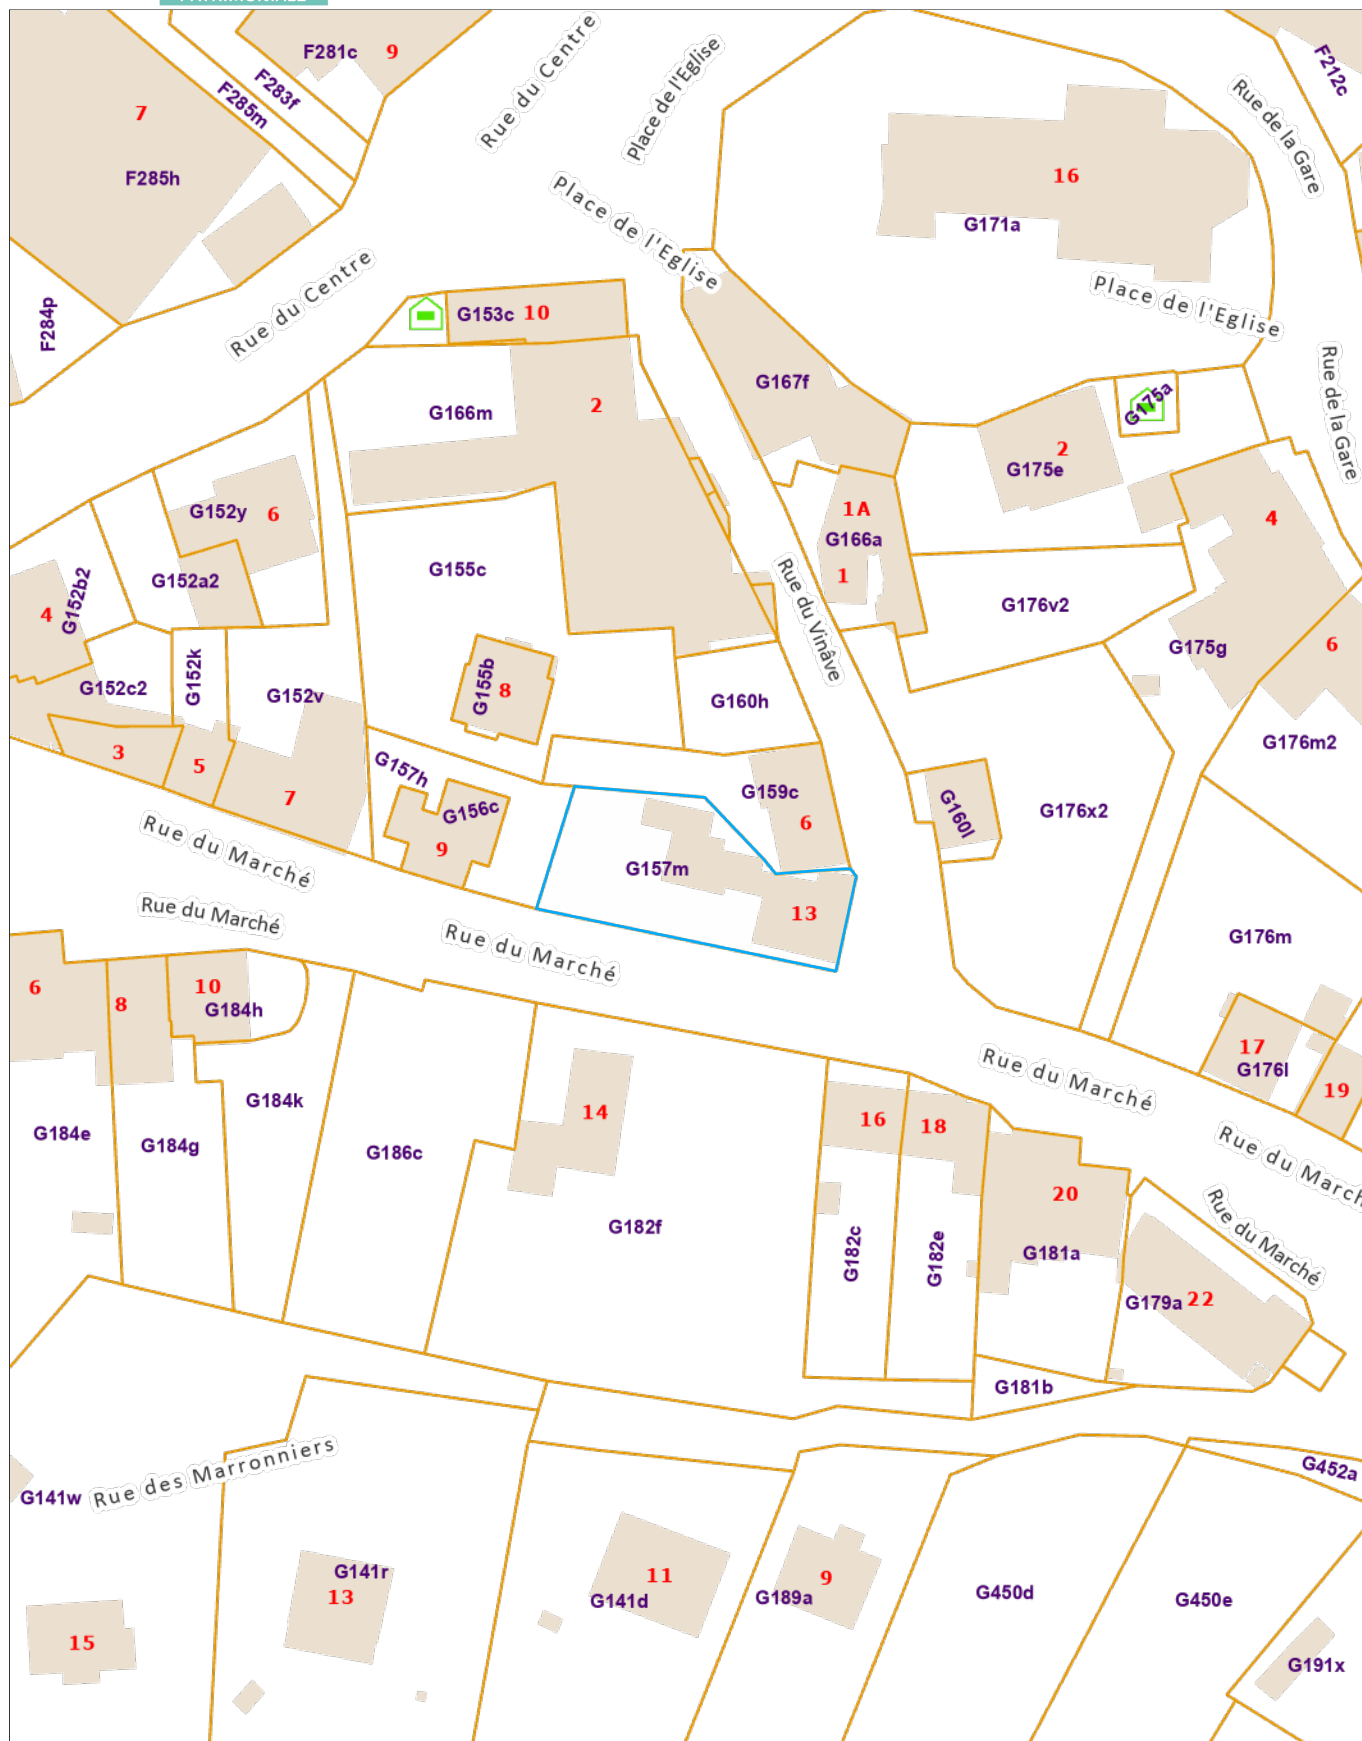 F281c
9
Rue du Centre
Place de l'Eglise
F212c
F283f
F285m
7
Rue de la Gare
F285h
16
Place de l'Eglise
G171a
Rue du Centre
Place de l'Eglise
F284p
G153c
10
G167f
G175a
Rue de la Gare
G166m
2
2
G175e
G152y
6
1A
4
G166a
G155c
1
G152a2
G152b2
4
Rue du Vinâve
G176v2
G175g
6
G152k
G152c2
G152v
G155b
8
G160h
G176m2
3
5
7
G157h
G156c
9
G159c
6
G160l
G176x2
Rue du Marché
G157m
13
Rue du Marché
Rue du Marché
G176m
6
8
10
G184h
17
G176l
19
Rue du Marché
G184k
14
16
18
G184e
G184g
G186c
Rue du March
20
G182f
G182c
G182e
G181a
Rue du Marché
G179a
22
G181b
Rue des Marronniers
G141w
G452a
G141r
13
11
G141d
9
G189a
G450d
G450e
15
G191x